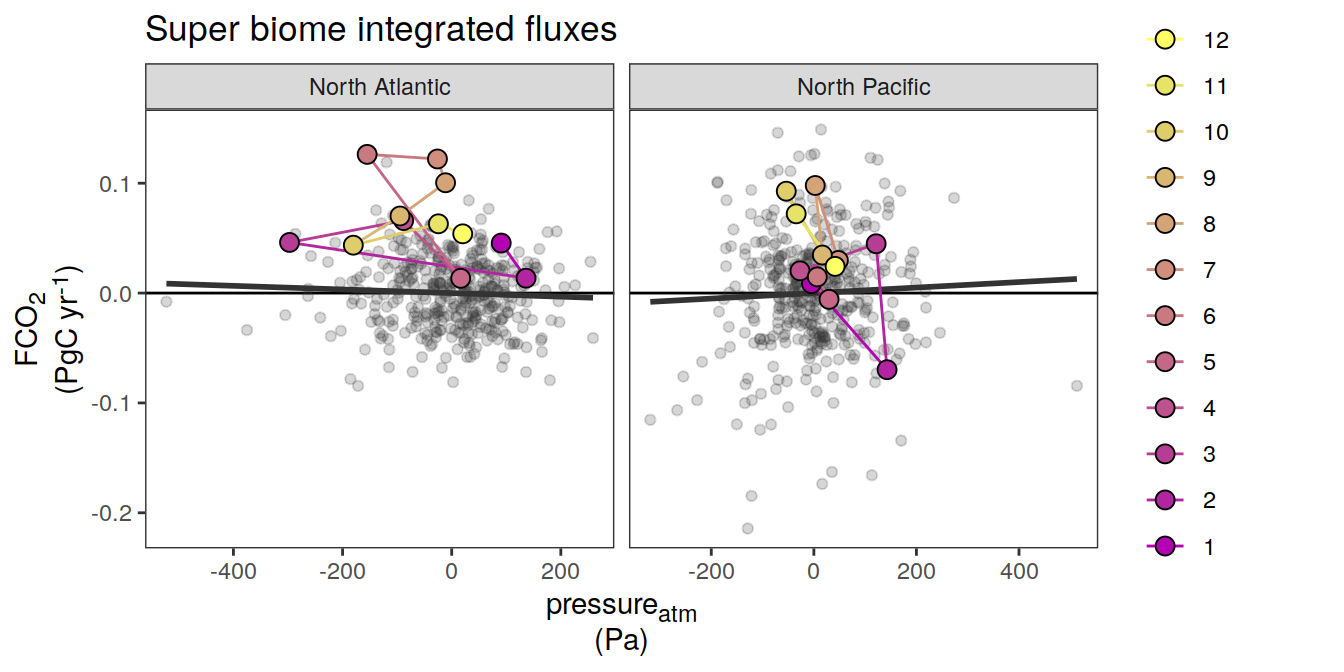 Super biome integrated fluxes
North Atlantic
North Pacific
0.1
0.0
-0.1
-0.2
FCO₂
(PgC yr⁻¹)
-400 -200 0 200
-200 0 200 400
pressureₐₜₘ
(Pa)
12
11
10
9
8
7
6
5
4
3
2
1